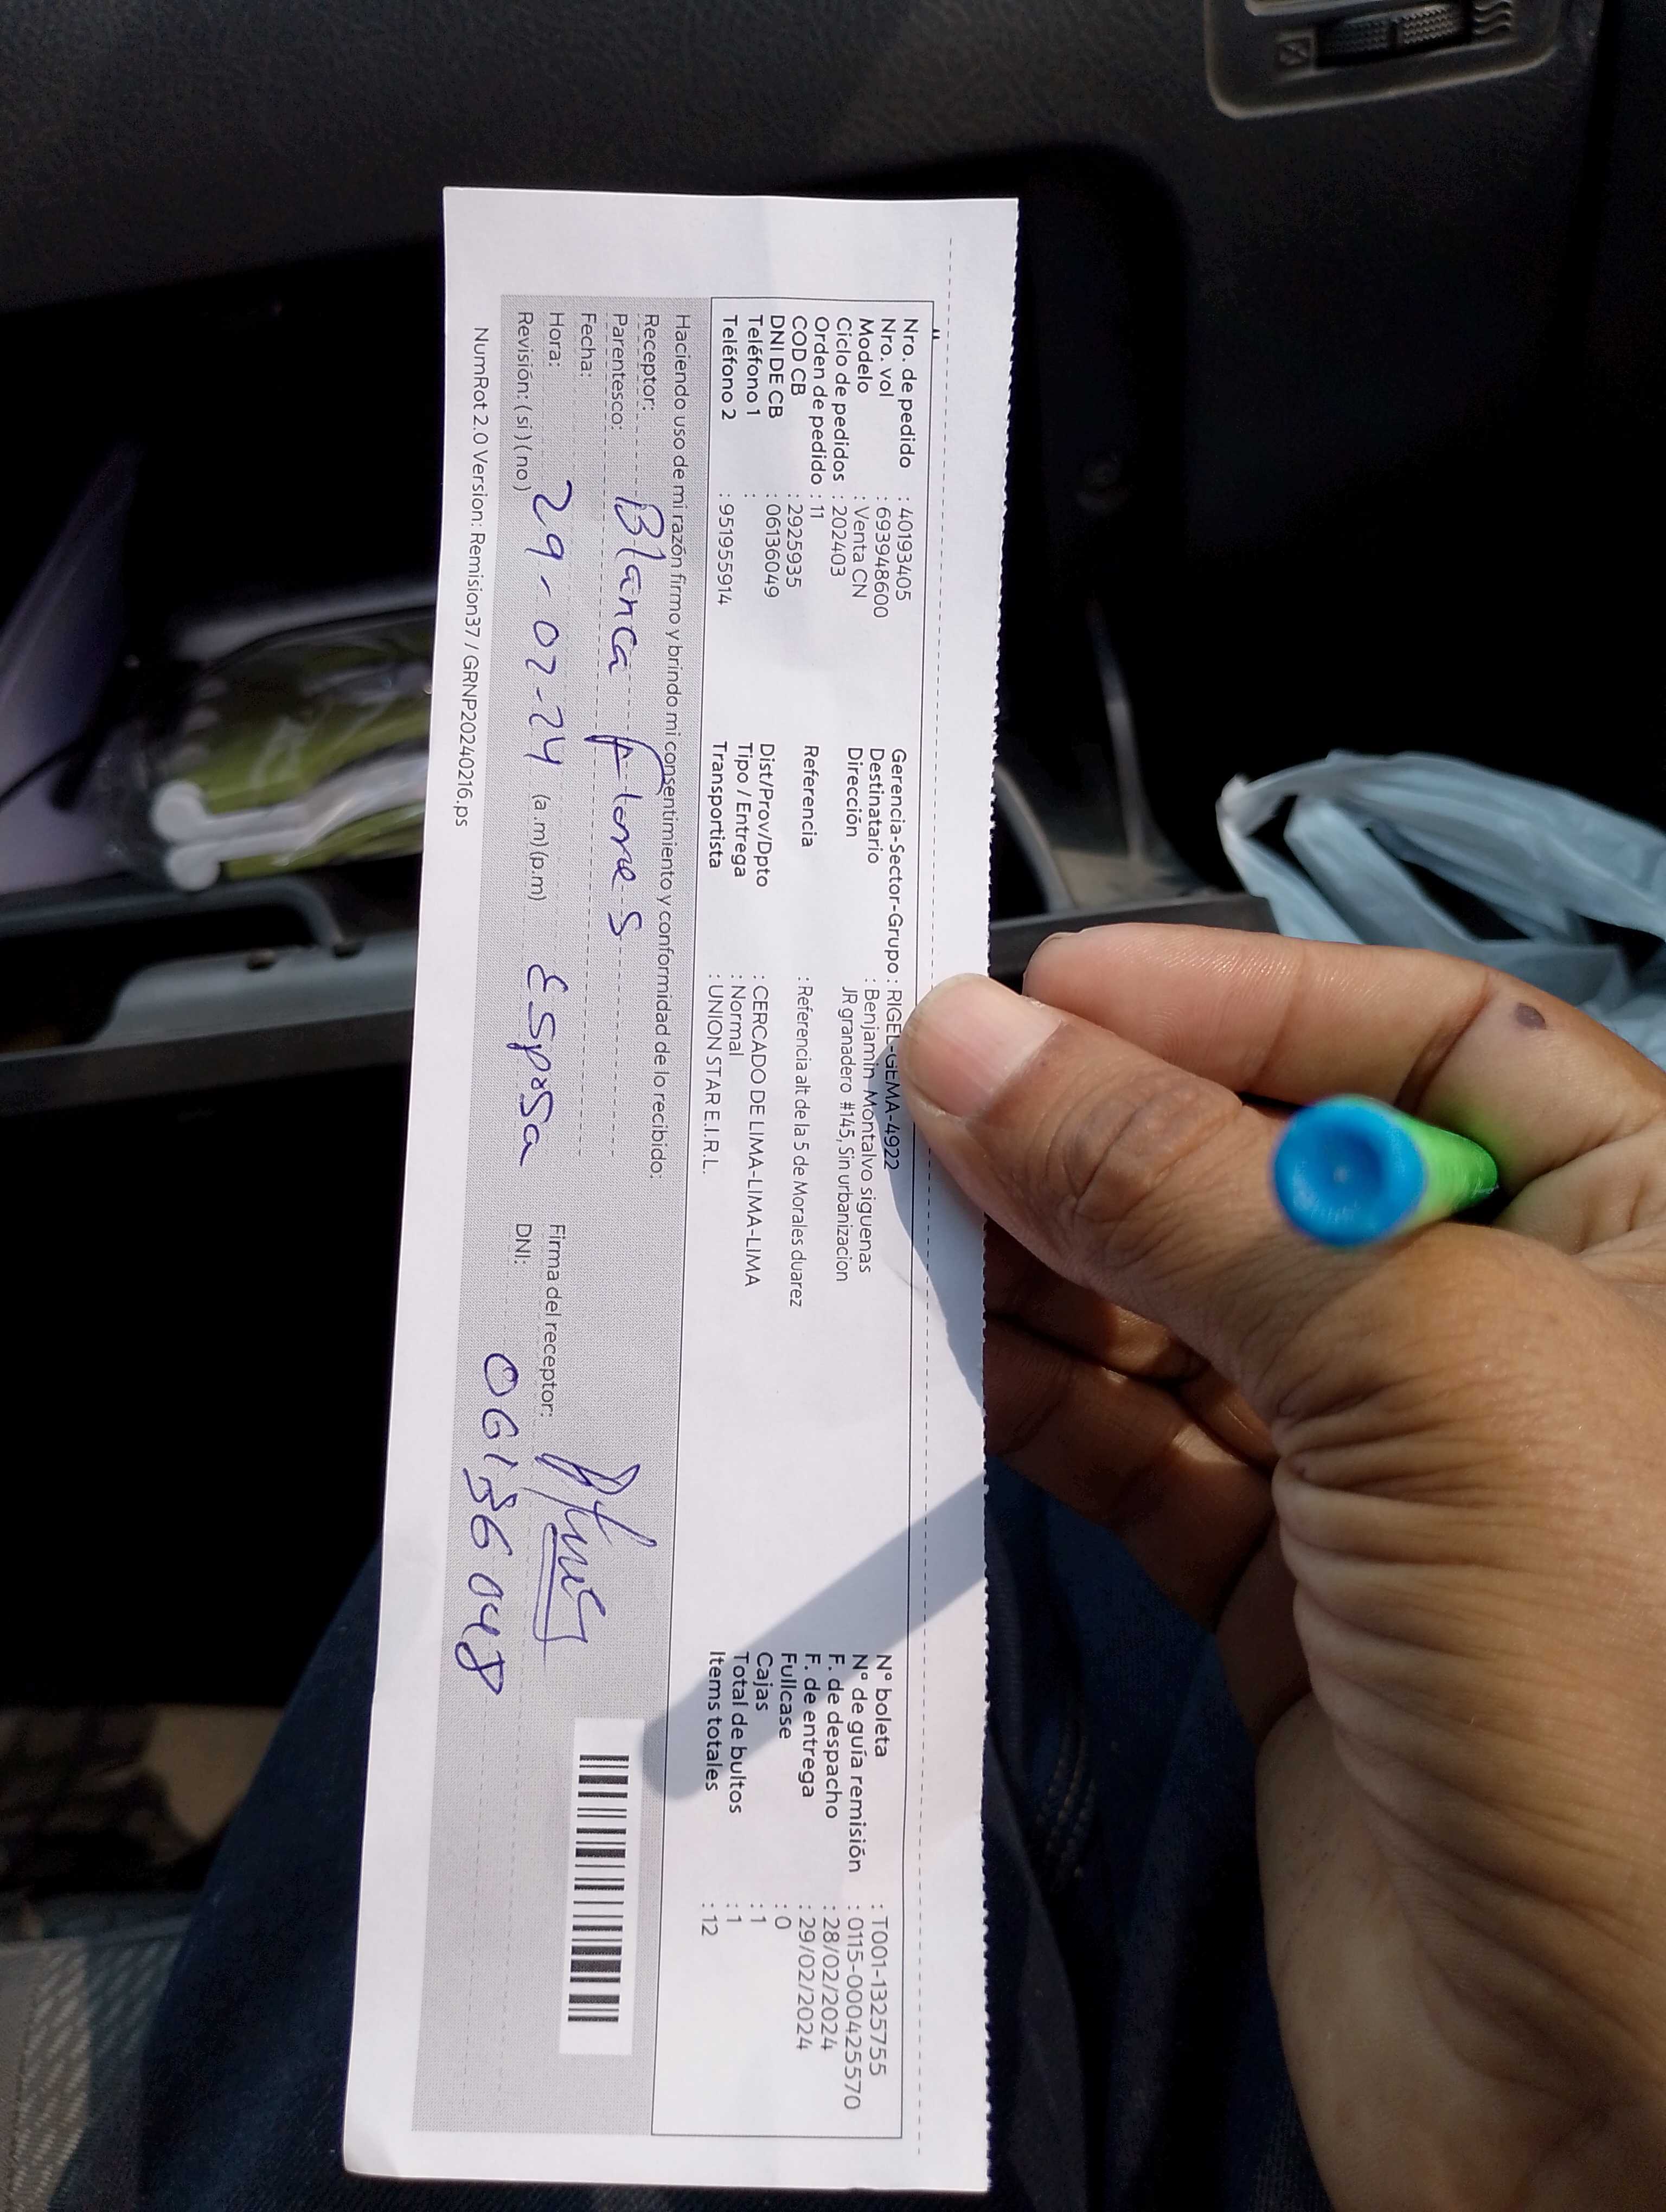 Nro. de pedido : 40193405
Nro. vol : 693948600
Modelo : Venta CN
Ciclo de pedidos : 202403
Orden de pedido : 11
COD CB : 2925935
DNI DE CB : 06136049
Teléfono 1 :
Teléfono 2 : 951955914
Gerencia-Sector-Grupo : RIGEL-GEMA-4922
Destinatario : Benjamin Montalvo siguenas
Dirección JR granadero #145, Sin urbanizacion
Referencia : Referencia alt de la 5 de Morales duarez
Dist/Prov/Dpto : CERCADO DE LIMA-LIMA-LIMA
Tipo / Entrega : Normal
Transportista : UNION STAR E.I.R.L.
N° boleta : T001-1325755
N° de guía remisión : 0115-000425570
F. de despacho : 28/02/2024
F. de entrega : 29/02/2024
Fullcase : 0
Cajas : 1
Total de bultos : 1
Items totales : 12
Haciendo uso de mi razón firmo y brindo mi consentimiento y conformidad de lo recibido:
Receptor:
Parentesco: Blanca Flores
Fecha:
Hora: 29-02-24 (a.m)(p.m) Esposa Firma del receptor:
Revisión: ( si ) ( no ) DNI: 06136048
NumRot 2.0 Version: Remision37 / GRNP20240216.ps